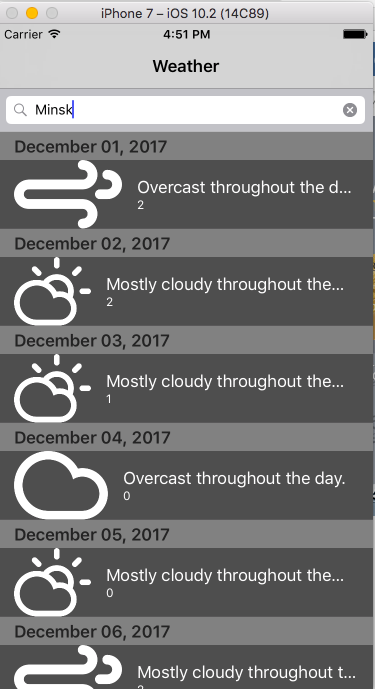 iPhone 7 – iOS 10.2 (14C89)
Carrier 4:51 PM
Weather
Minsk
December 01, 2017
Overcast throughout the d...
2
December 02, 2017
Mostly cloudy throughout the...
2
December 03, 2017
Mostly cloudy throughout the...
1
December 04, 2017
Overcast throughout the day.
0
December 05, 2017
Mostly cloudy throughout the...
0
December 06, 2017
Mostly cloudy throughout t...